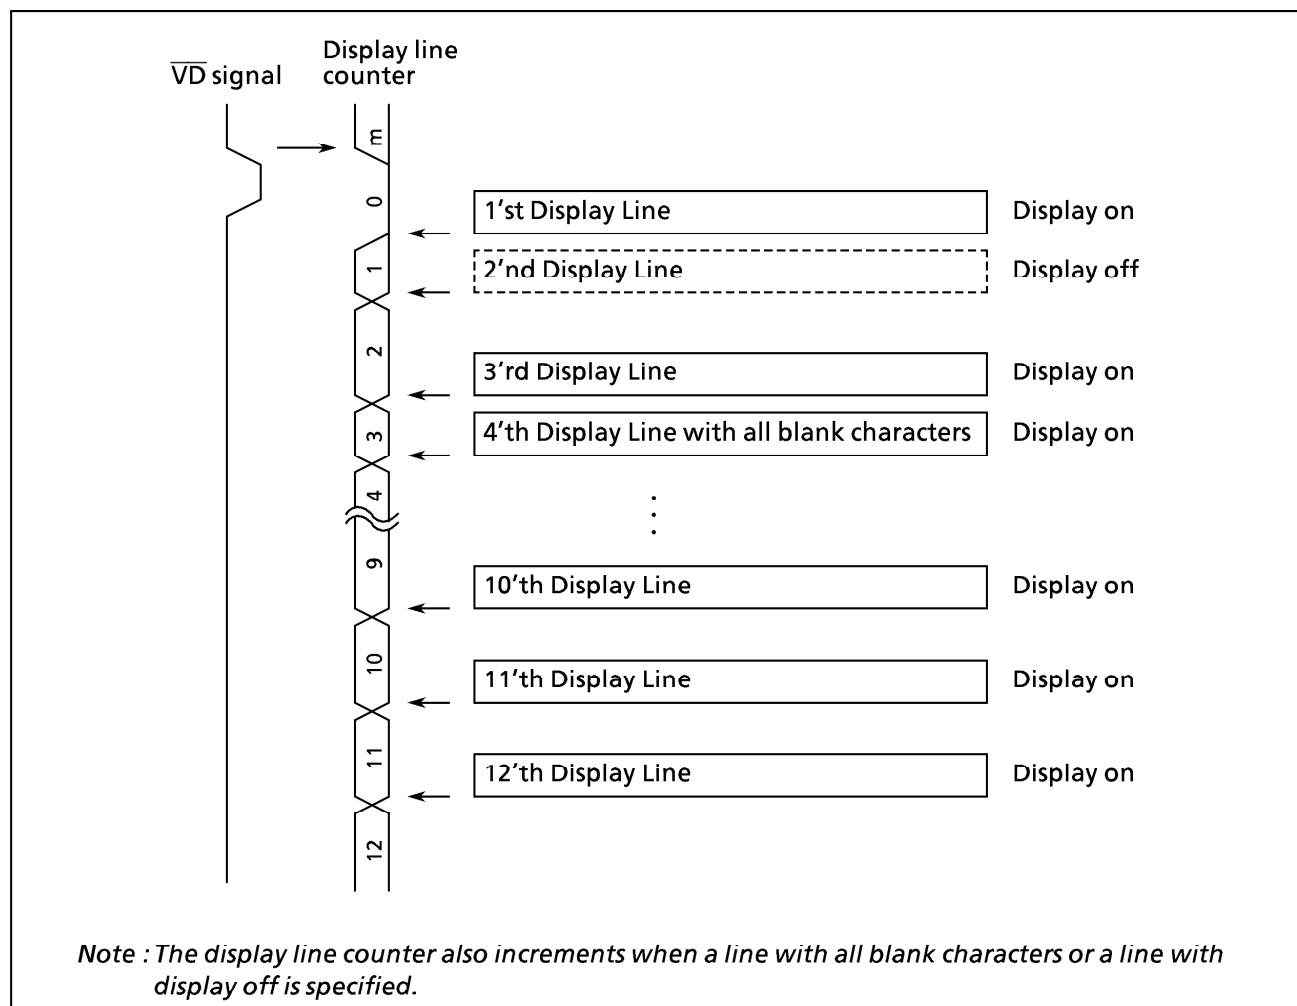 Display line
counter
V̅D̅ signal
m
0
1'st Display Line Display on
1
2'nd Display Line Display off
2
3'rd Display Line Display on
3
4'th Display Line with all blank characters Display on
4
9
10'th Display Line Display on
10
11'th Display Line Display on
11
12'th Display Line Display on
12
Note : The display line counter also increments when a line with all blank characters or a line with
display off is specified.